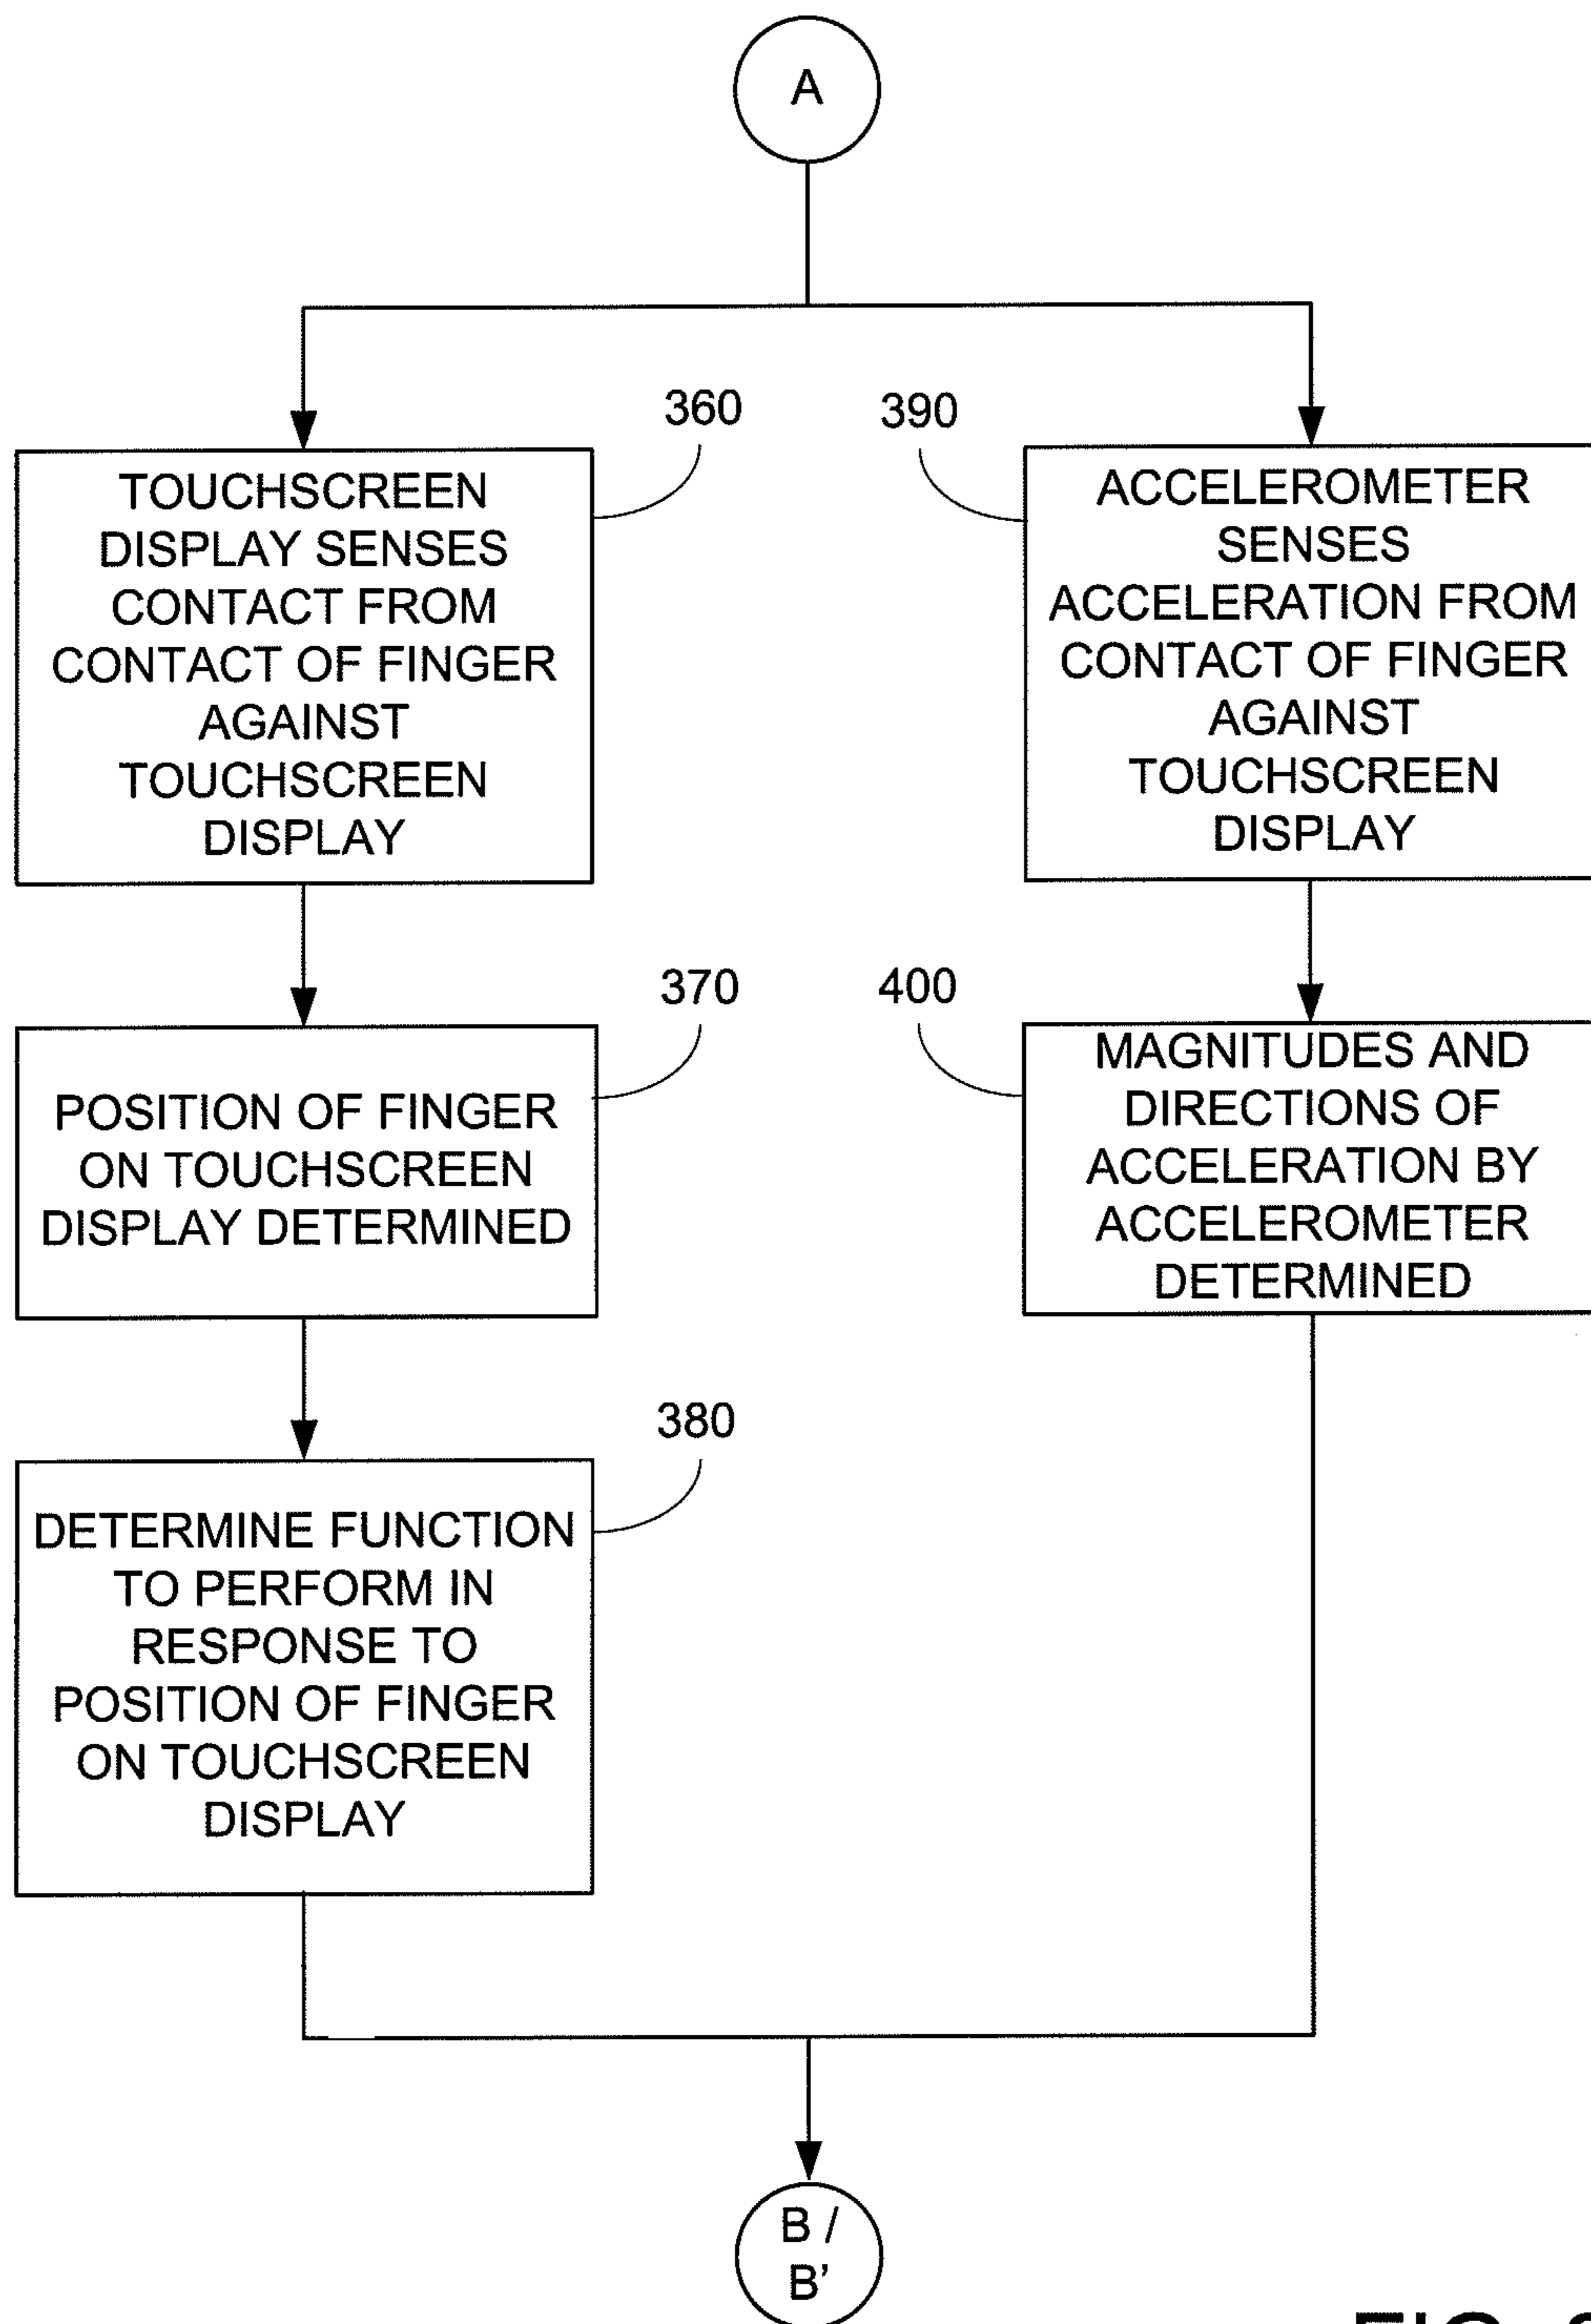 A
360
TOUCHSCREEN
DISPLAY SENSES
CONTACT FROM
CONTACT OF FINGER
AGAINST
TOUCHSCREEN
DISPLAY
390
ACCELEROMETER
SENSES
ACCELERATION FROM
CONTACT OF FINGER
AGAINST
TOUCHSCREEN
DISPLAY
370
POSITION OF FINGER
ON TOUCHSCREEN
DISPLAY DETERMINED
400
MAGNITUDES AND
DIRECTIONS OF
ACCELERATION BY
ACCELEROMETER
DETERMINED
380
DETERMINE FUNCTION
TO PERFORM IN
RESPONSE TO
POSITION OF FINGER
ON TOUCHSCREEN
DISPLAY
B /
B’